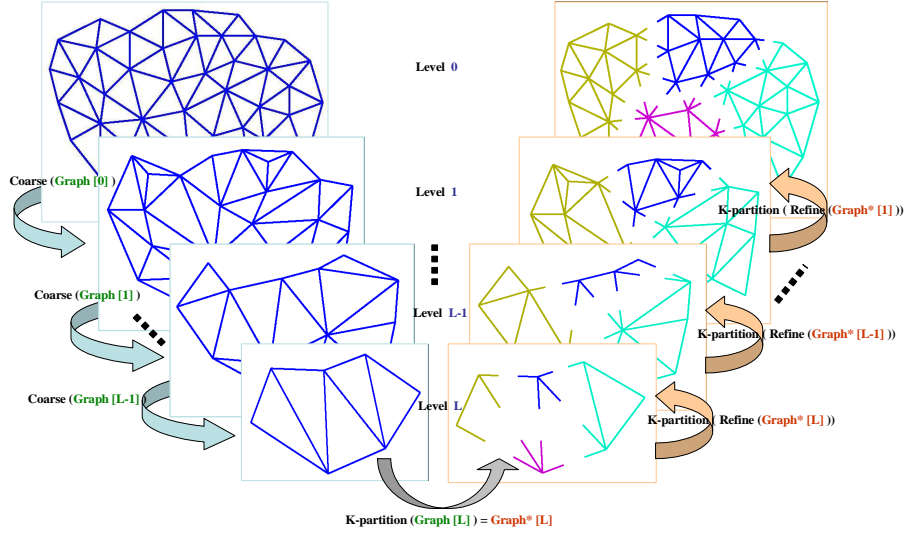 Level 0
Coarse (Graph [0] )
Level 1
K-partition ( Refine (Graph* [1] ))
Coarse (Graph [1] )
Level L-1
K-partition ( Refine (Graph* [L-1] ))
Coarse (Graph [L-1] )
Level L
K-partition ( Refine (Graph* [L] ))
K-partition (Graph [L] ) = Graph* [L]